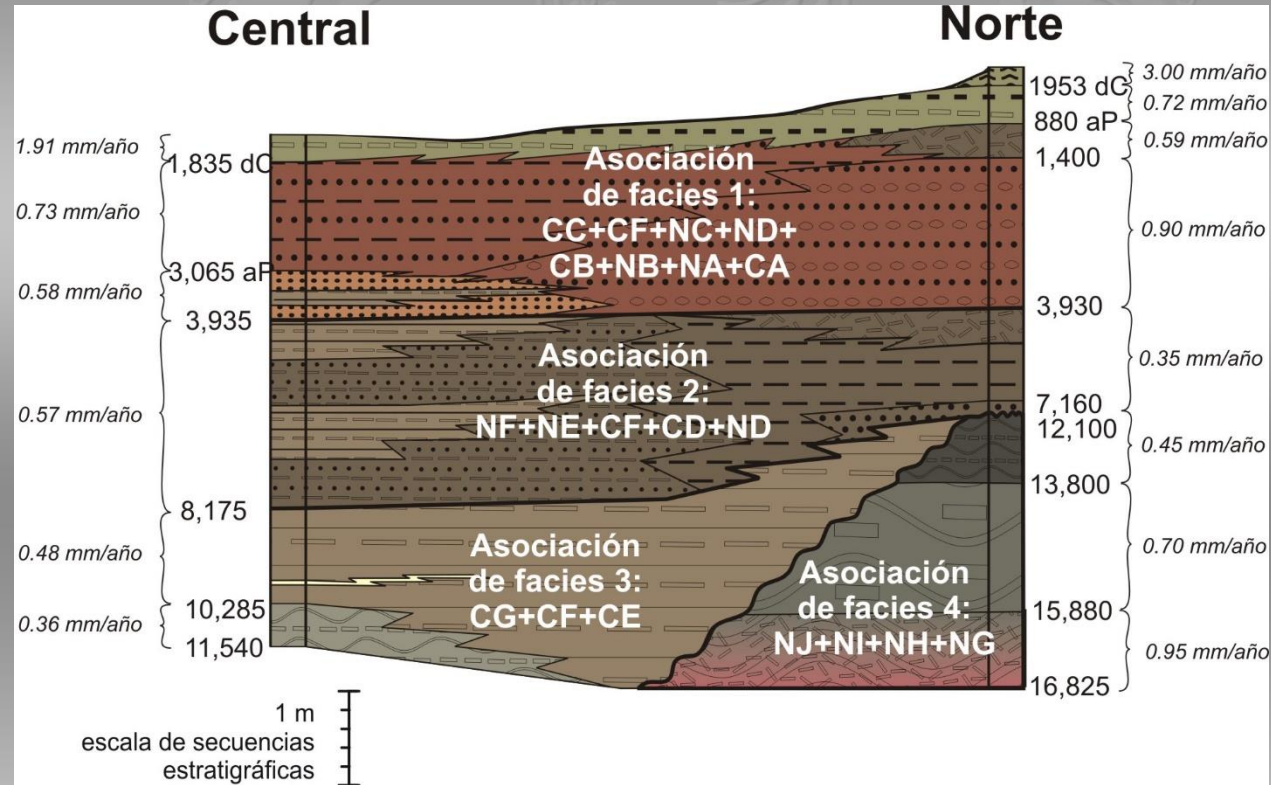 Central
Norte
1.91 mm/año
0.73 mm/año
0.58 mm/año
0.57 mm/año
0.48 mm/año
0.36 mm/año
1,835 dC
3,065 aP
3,935
8,175
10,285
11,540
Asociación
de facies 1:
CC+CF+NC+ND+
CB+NB+NA+CA
Asociación
de facies 2:
NF+NE+CF+CD+ND
Asociación
de facies 3:
CG+CF+CE
Asociación
de facies 4:
NJ+NI+NH+NG
1953 dC
880 aP
1,400
3,930
7,160
12,100
13,800
15,880
16,825
3.00 mm/año
0.72 mm/año
0.59 mm/año
0.90 mm/año
0.35 mm/año
0.45 mm/año
0.70 mm/año
0.95 mm/año
1 m
escala de secuencias
estratigráficas